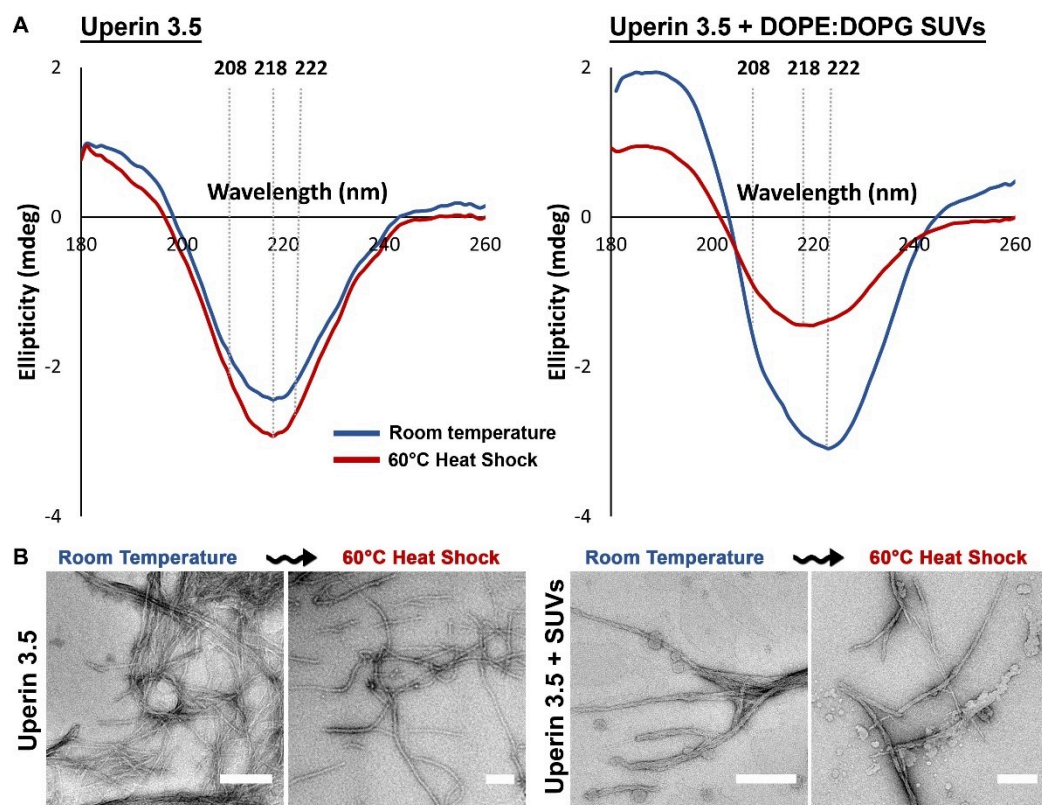 A
Uperin 3.5
Uperin 3.5 + DOPE:DOPG SUVs
2
208 218 222
Wavelength (nm)
0
180 200 220 240 260
Ellipticity (mdeg)
-2
-4
Room temperature
60°C Heat Shock
2
208 218 222
Wavelength (nm)
0
180 200 220 240 260
Ellipticity (mdeg)
-2
-4
B
Room Temperature 60°C Heat Shock
Room Temperature 60°C Heat Shock
Uperin 3.5
Uperin 3.5 + SUVs